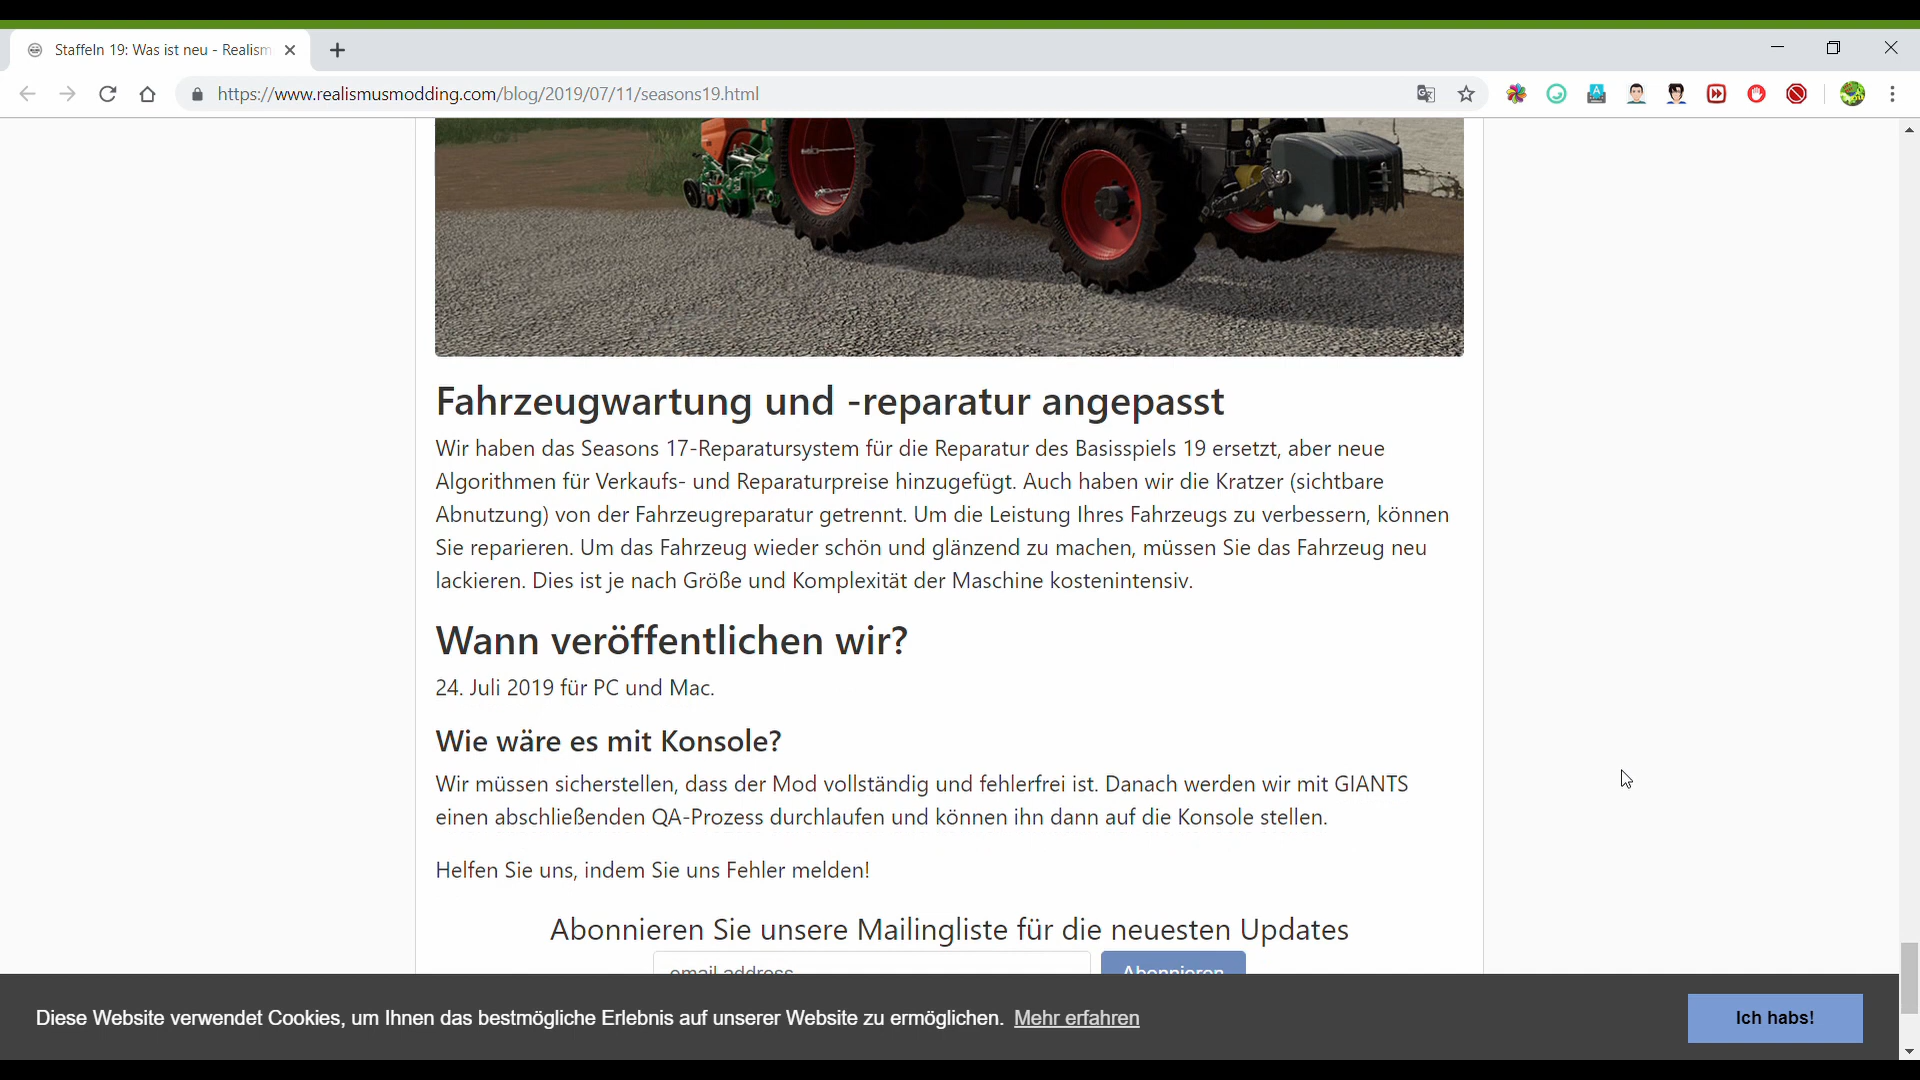 Staffeln 19: Was ist neu - Realism
https://www.realismusmodding.com/blog/2019/07/11/seasons19.html
Fahrzeugwartung und -reparatur angepasst
Wir haben das Seasons 17-Reparatursystem für die Reparatur des Basisspiels 19 ersetzt, aber neue
Algorithmen für Verkaufs- und Reparaturpreise hinzugefügt. Auch haben wir die Kratzer (sichtbare
Abnutzung) von der Fahrzeugreparatur getrennt. Um die Leistung Ihres Fahrzeugs zu verbessern, können
Sie reparieren. Um das Fahrzeug wieder schön und glänzend zu machen, müssen Sie das Fahrzeug neu
lackieren. Dies ist je nach Größe und Komplexität der Maschine kostenintensiv.
Wann veröffentlichen wir?
24. Juli 2019 für PC und Mac.
Wie wäre es mit Konsole?
Wir müssen sicherstellen, dass der Mod vollständig und fehlerfrei ist. Danach werden wir mit GIANTS
einen abschließenden QA-Prozess durchlaufen und können ihn dann auf die Konsole stellen.
Helfen Sie uns, indem Sie uns Fehler melden!
Abonnieren Sie unsere Mailingliste für die neuesten Updates
email address Abonnieren
Diese Website verwendet Cookies, um Ihnen das bestmögliche Erlebnis auf unserer Website zu ermöglichen. Mehr erfahren
Ich habs!